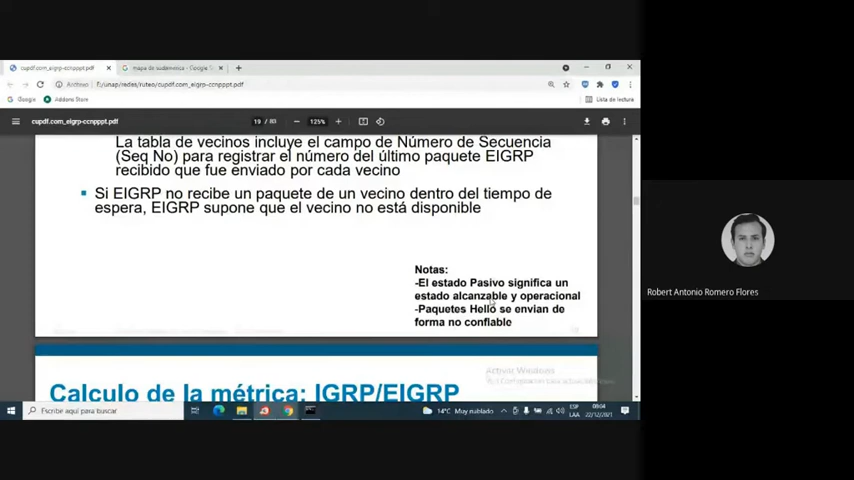 cupdf.com_eigrp-ccnpppt.pdf
mapa de sudamerica - Google S
Archivo
F:/unap/redes/ruteo/cupdf.com_eigrp-ccnpppt.pdf
Google
Addons Store
Lista de lectura
cupdf.com_eigrp-ccnpppt.pdf
19 / 83
125%
La tabla de vecinos incluye el campo de Número de Secuencia
(Seq No) para registrar el número del último paquete EIGRP
recibido que fue enviado por cada vecino
Si EIGRP no recibe un paquete de un vecino dentro del tiempo de
espera, EIGRP supone que el vecino no está disponible
Notas:
-El estado Pasivo significa un
estado alcanzable y operacional
-Paquetes Hello se envian de
forma no confiable
Robert Antonio Romero Flores
Activar Windows
Calculo de la métrica: IGRP/EIGRP
Escribe aquí para buscar
14°C Muy nublado
ESP
LAA
08:04